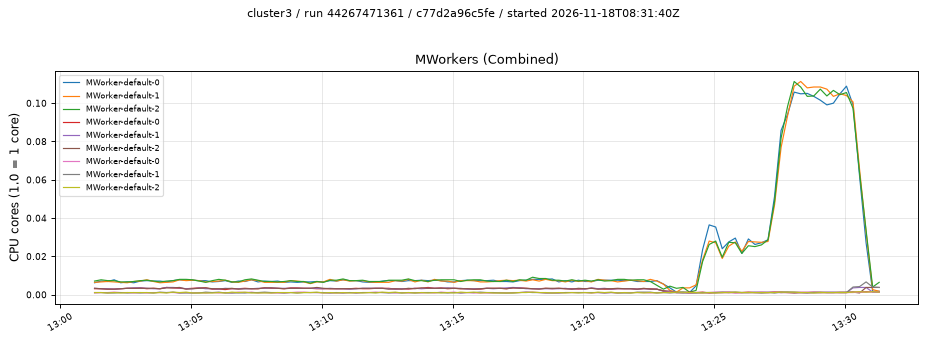 cluster3 / run 44267471361 / c77d2a96c5fe / started 2026-11-18T08:31:40Z
MWorkers (Combined)
CPU cores (1.0 = 1 core)
0.10
0.08
0.06
0.04
0.02
0.00
MWorker-default-0
MWorker-default-1
MWorker-default-2
MWorker-default-0
MWorker-default-1
MWorker-default-2
MWorker-default-0
MWorker-default-1
MWorker-default-2
13:00
13:05
13:10
13:15
13:20
13:25
13:30